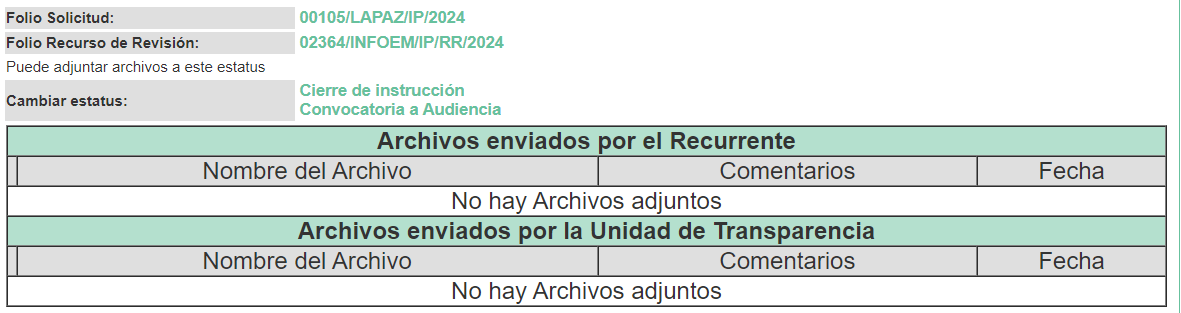 Folio Solicitud: 00105/LAPAZ/IP/2024
Folio Recurso de Revisión: 02364/INFOEM/IP/RR/2024
Puede adjuntar archivos a este estatus
Cambiar estatus: Cierre de instrucción
Convocatoria a Audiencia
Archivos enviados por el Recurrente
Nombre del Archivo Comentarios Fecha
No hay Archivos adjuntos
Archivos enviados por la Unidad de Transparencia
Nombre del Archivo Comentarios Fecha
No hay Archivos adjuntos